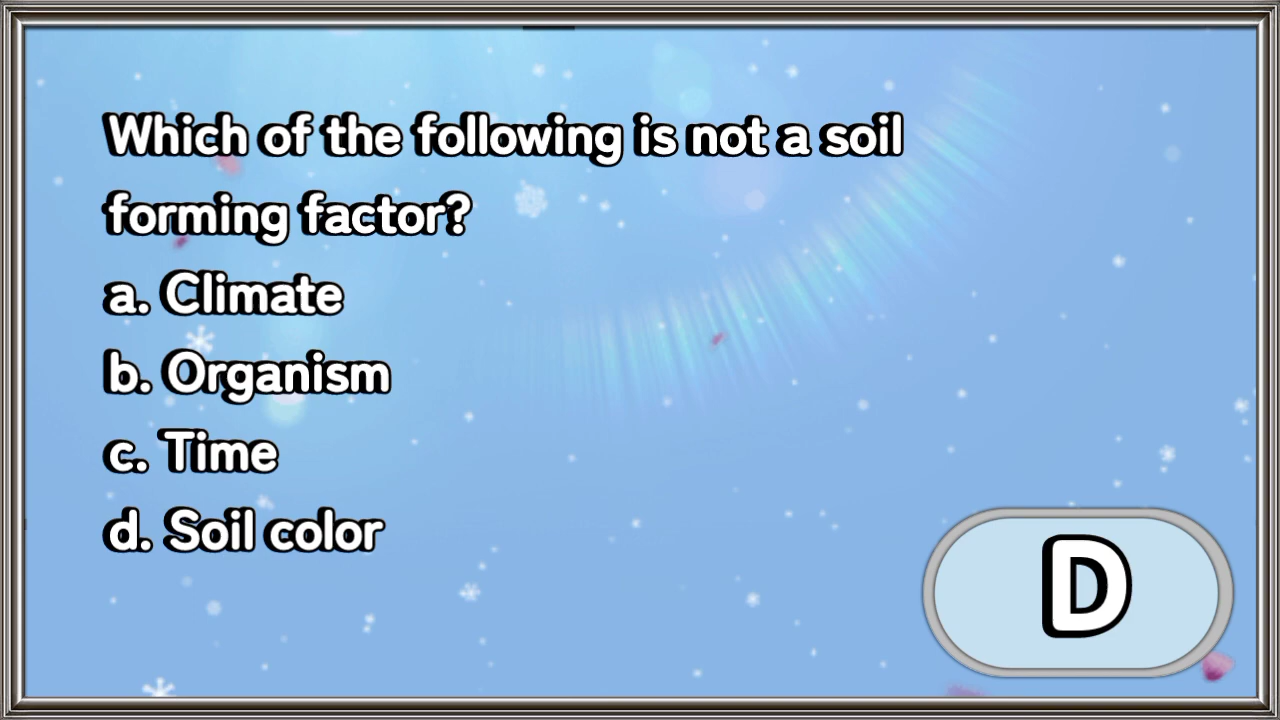 Which of the following is not a soil
forming factor?
a. Climate
b. Organism
c. Time
d. Soil color
D